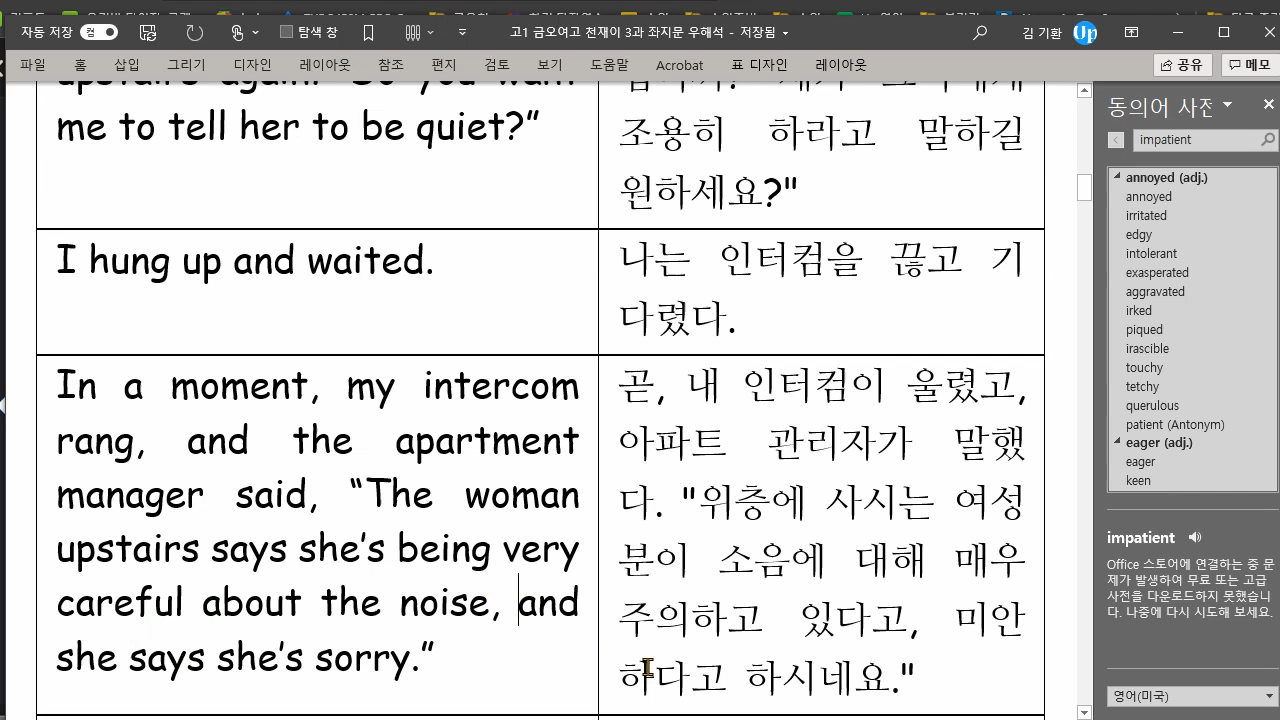 자동 저장 컴 탐색 창 고1 금오여고 천재이 3과 좌지문 우해석 - 저장됨 김 기환 Up
파일 홈 삽입 그리기 디자인 레이아웃 참조 편지 검토 보기 도움말 Acrobat 표 디자인 레이아웃 공유 메모
me to tell her to be quiet?”
조용히 하라고 말하길
원하세요?"
I hung up and waited.
나는 인터컴을 끊고 기
다렸다.
In a moment, my intercom
rang, and the apartment
manager said, “The woman
upstairs says she’s being very
careful about the noise, and
she says she’s sorry.”
곧, 내 인터컴이 울렸고,
아파트 관리자가 말했
다. "위층에 사시는 여성
분이 소음에 대해 매우
주의하고 있다고, 미안
하다고 하시네요."
동의어 사전
impatient
annoyed (adj.)
annoyed
irritated
edgy
intolerant
exasperated
aggravated
irked
piqued
irascible
touchy
tetchy
querulous
patient (Antonym)
eager (adj.)
eager
keen
impatient
Office 스토어에 연결하는 중 문
제가 발생하여 무료 또는 고급
사전을 다운로드하지 못했습니
다. 나중에 다시 시도해 보세요.
영어(미국)